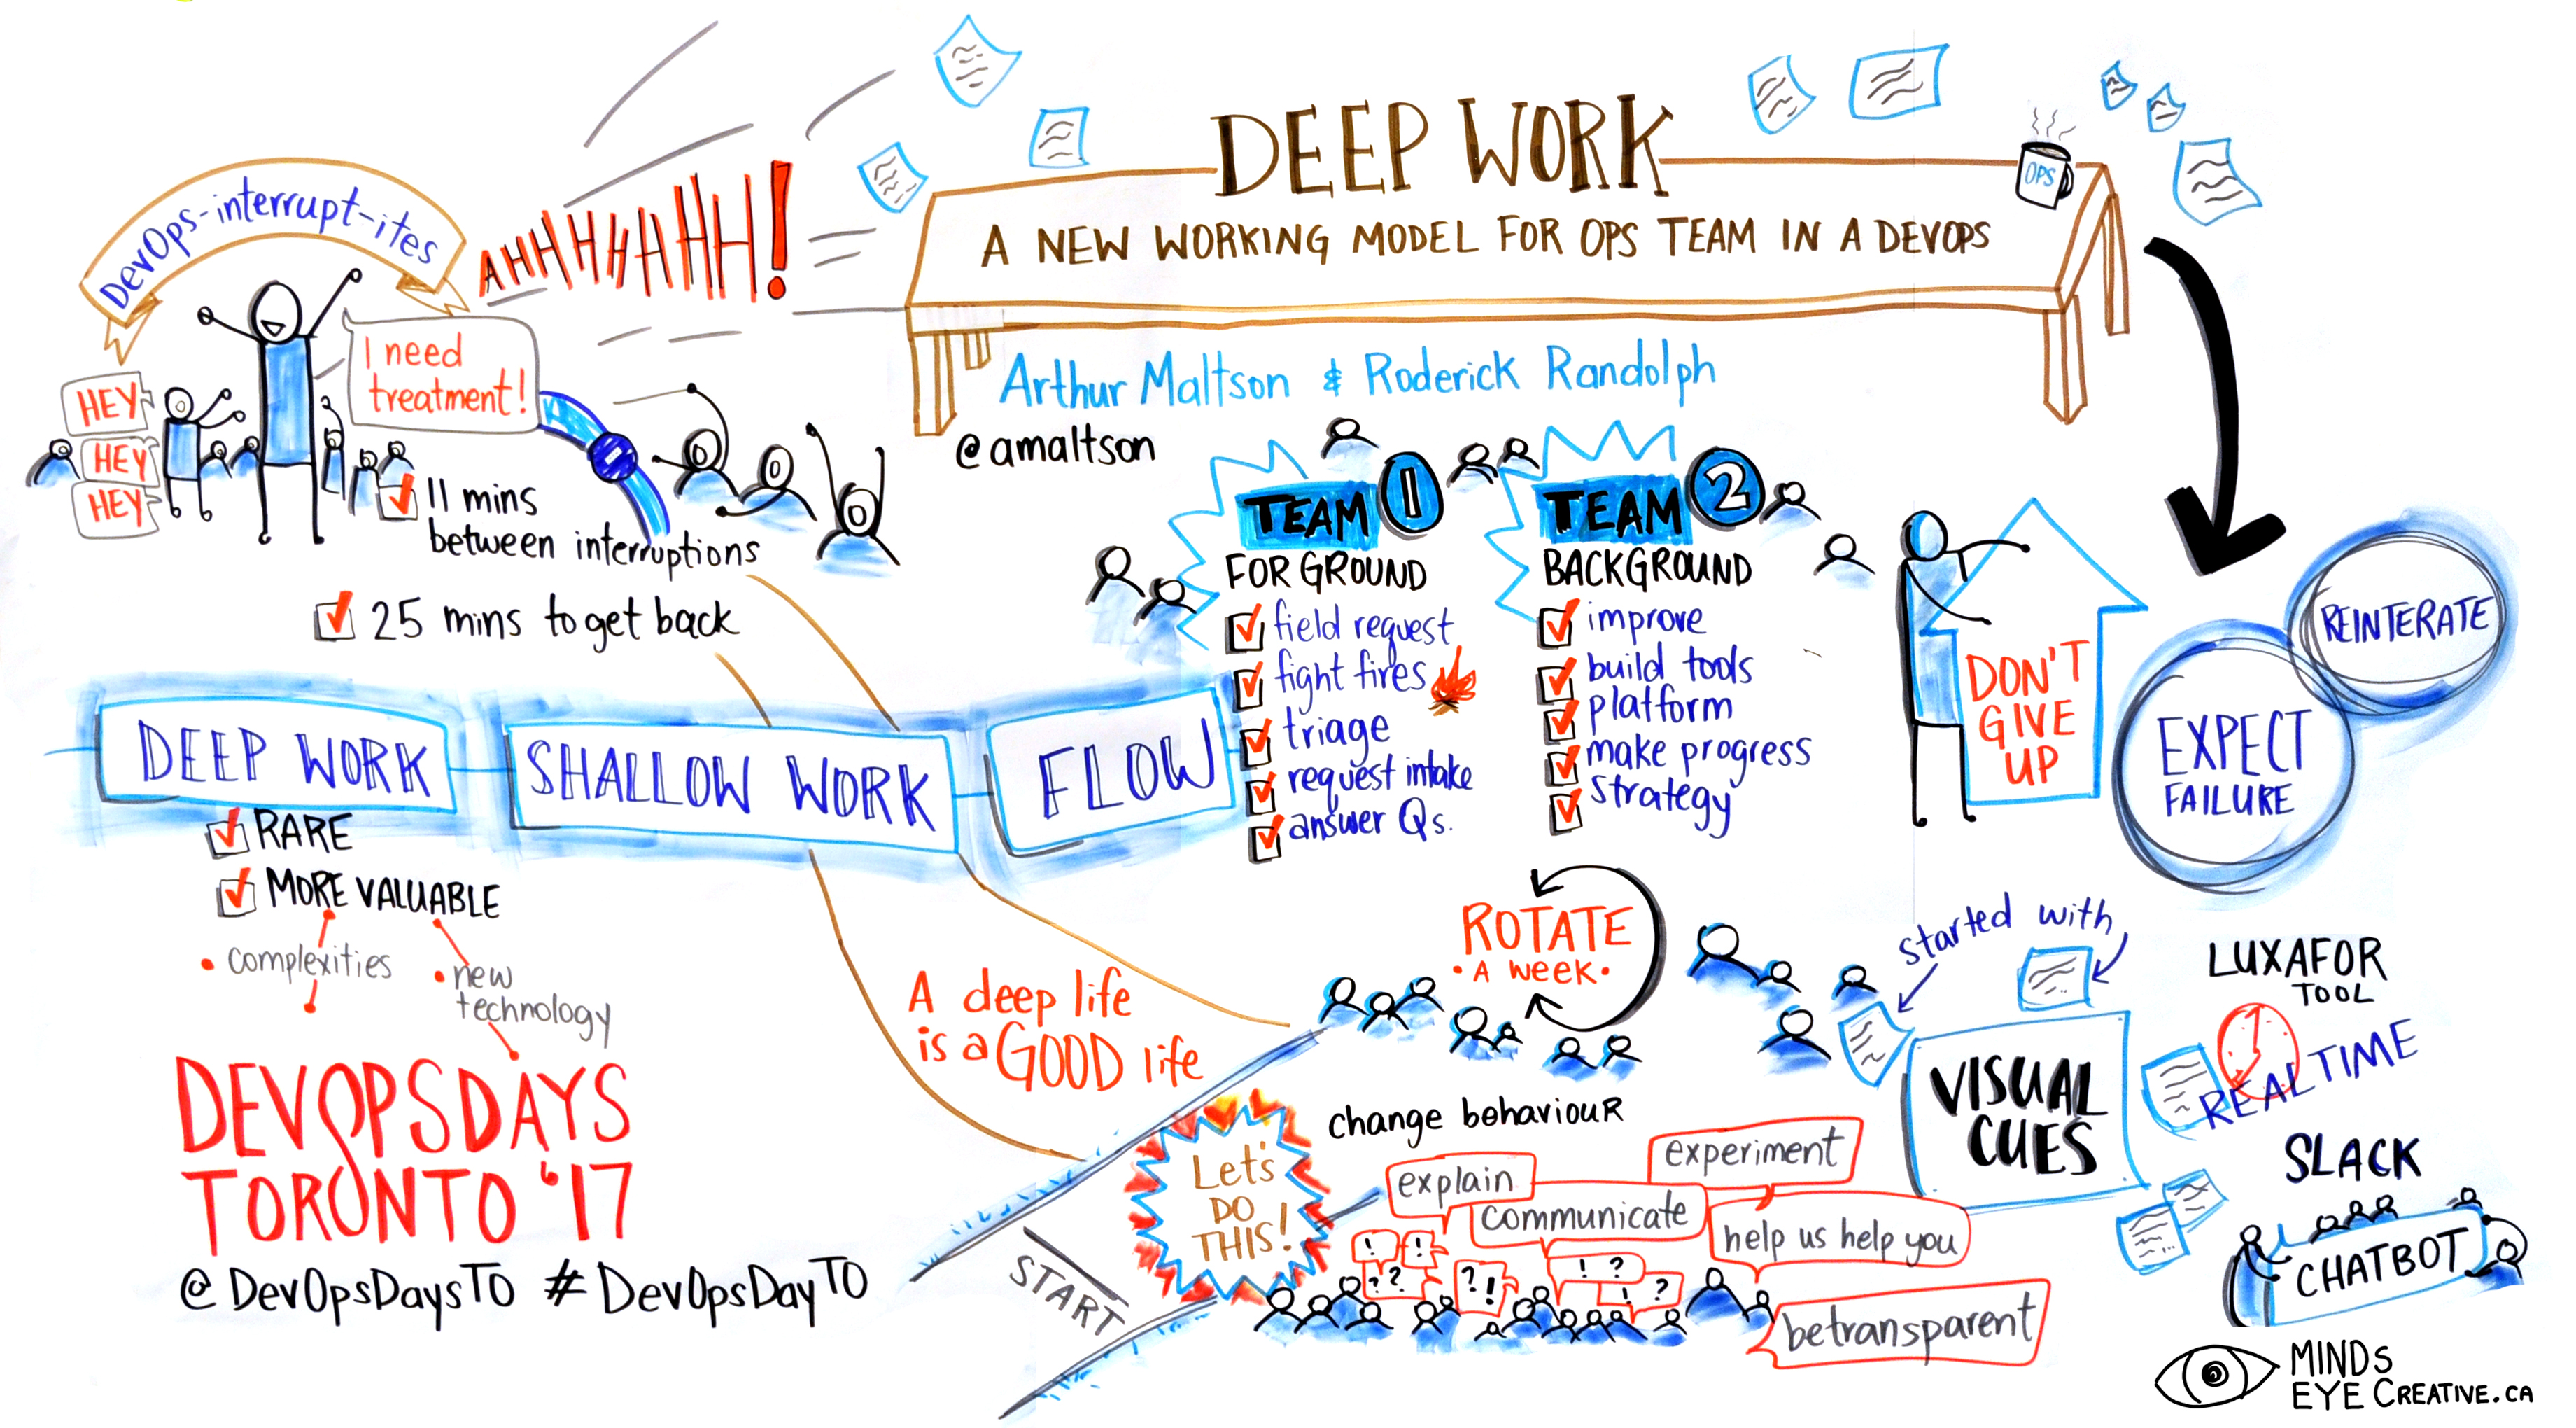 DevOps-interrupt-ites
AHHHHAHH!
I need
treatment!
HEY
HEY
HEY
11 mins
between interruptions
25 mins to get back
DEEP WORK
A NEW WORKING MODEL FOR OPS TEAM IN A DEVOPS
OPS
Arthur Maltson & Roderick Randolph
@amaltson
DEEP WORK
RARE
MORE VALUABLE
• complexities
• new
technology
SHALLOW WORK
FLOW
TEAM 1
FORGROUND
field request
fight fires
triage
request intake
answer Qs.
TEAM 2
BACKGROUND
improve
build tools
platform
make progress
strategy
ROTATE
• A WEEK •
DON'T
GIVE
UP
REINTERATE
EXPECT
FAILURE
A deep life
is a GOOD life
DEVOPSDAYS
TORONTO '17
@DevOpsDaysTO #DevOpsDayTO
START
Let's
DO
THIS!
change behaviour
explain
experiment
communicate
help us help you
be transparent
! !
? ?
? !
! ?
! ?
started with
VISUAL
CUES
LUXAFOR
TOOL
REAL TIME
SLACK
CHATBOT
MINDS
EYE CREATIVE.CA